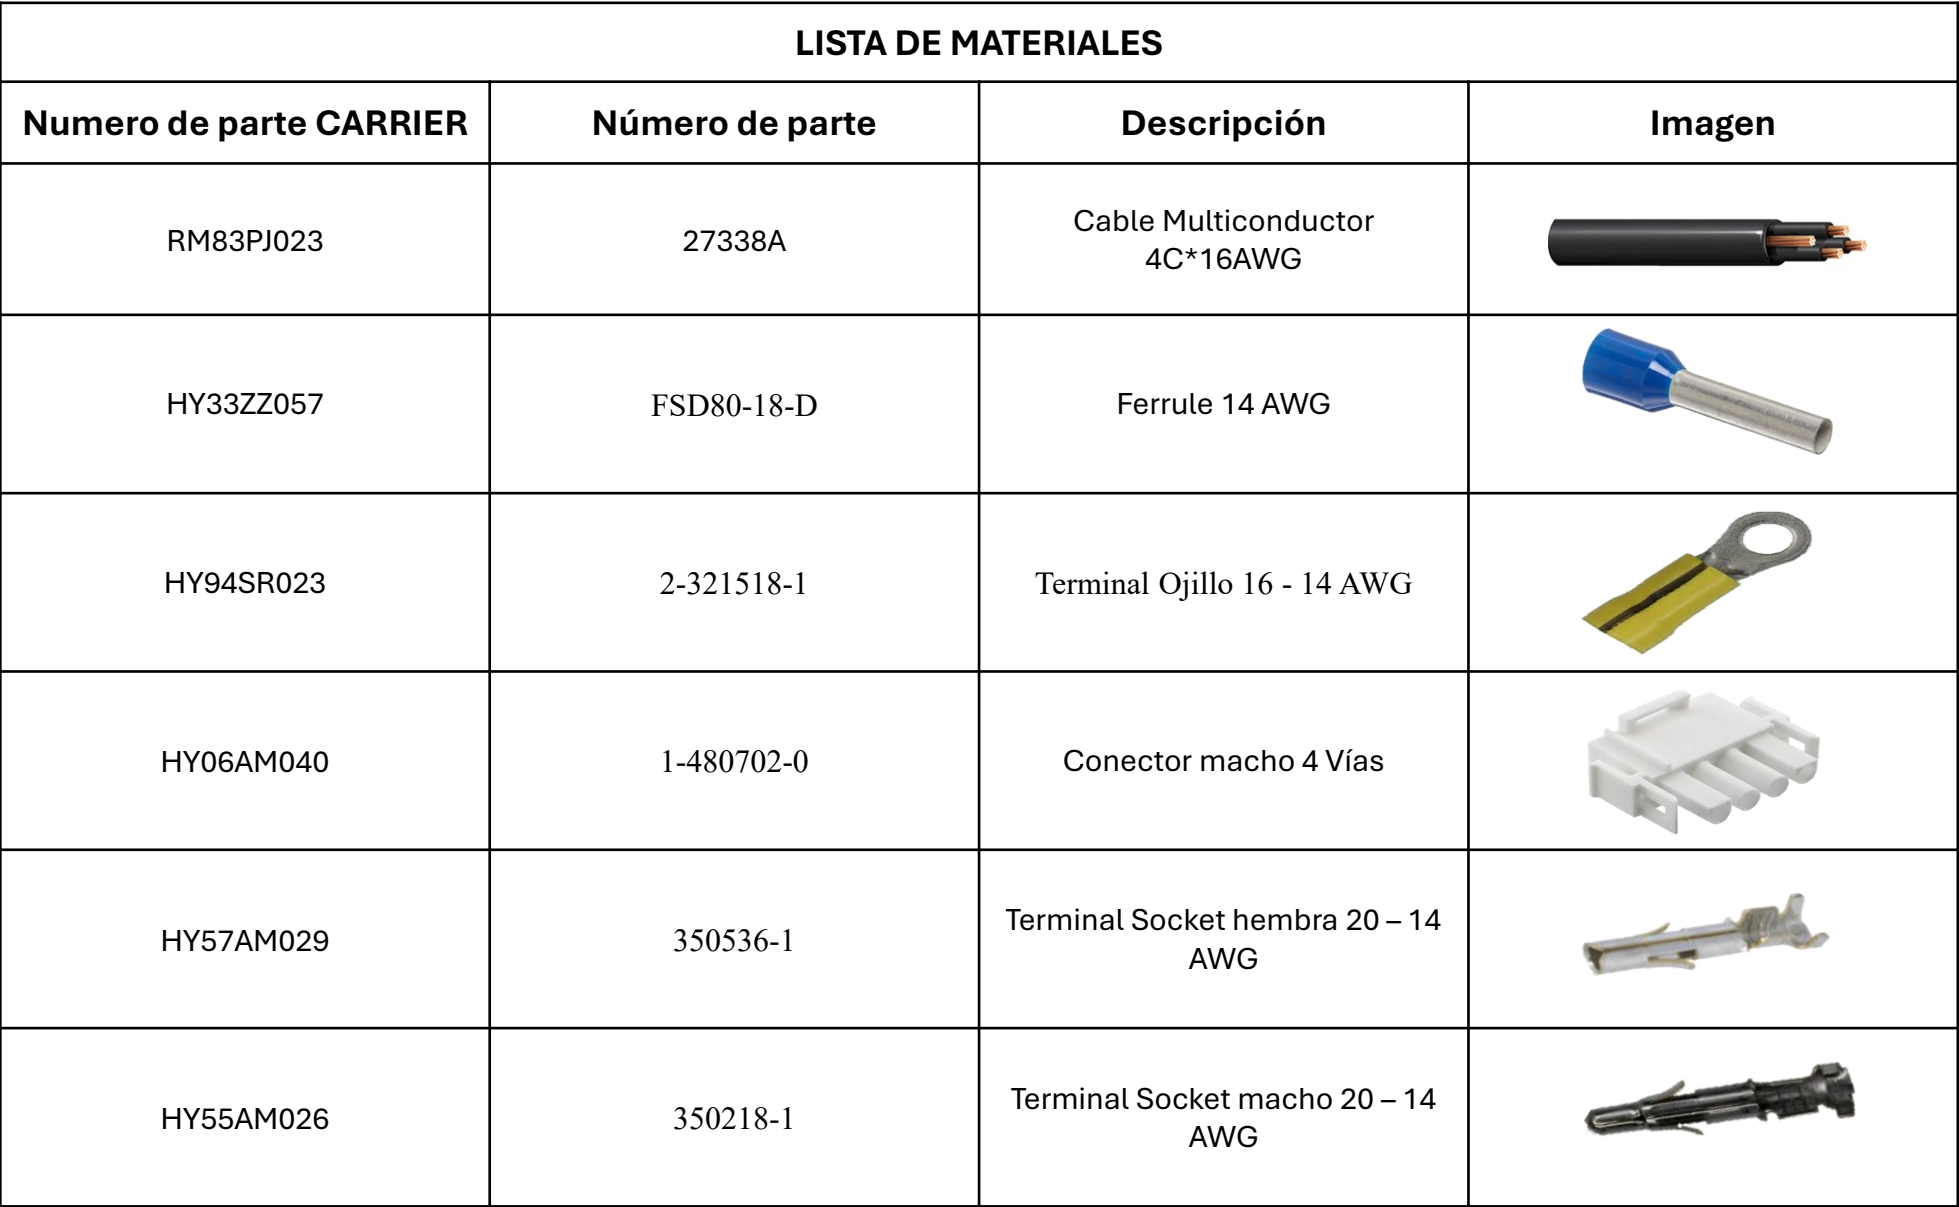 LISTA DE MATERIALES
Numero de parte CARRIER
Número de parte
Descripción
Imagen
RM83PJ023
27338A
Cable Multiconductor
4C*16AWG
HY33ZZ057
FSD80-18-D
Ferrule 14 AWG
HY94SR023
2-321518-1
Terminal Ojillo 16 - 14 AWG
HY06AM040
1-480702-0
Conector macho 4 Vías
HY57AM029
350536-1
Terminal Socket hembra 20 – 14
AWG
HY55AM026
350218-1
Terminal Socket macho 20 – 14
AWG